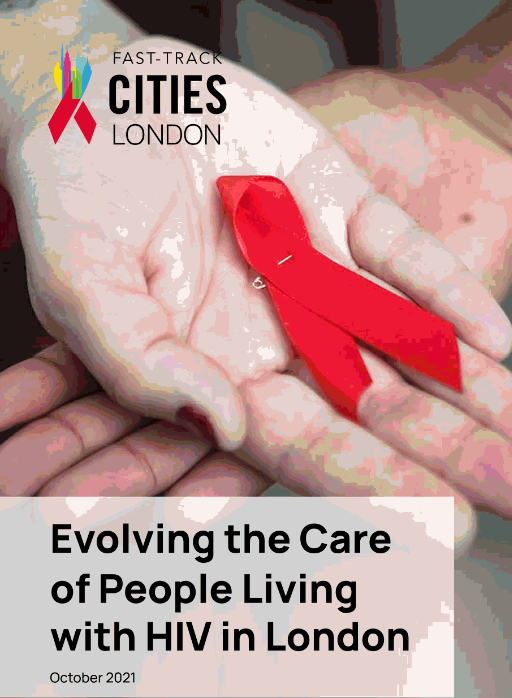 FAST-TRACK
CITIES
LONDON
Evolving the Care
of People Living
with HIV in London
October 2021